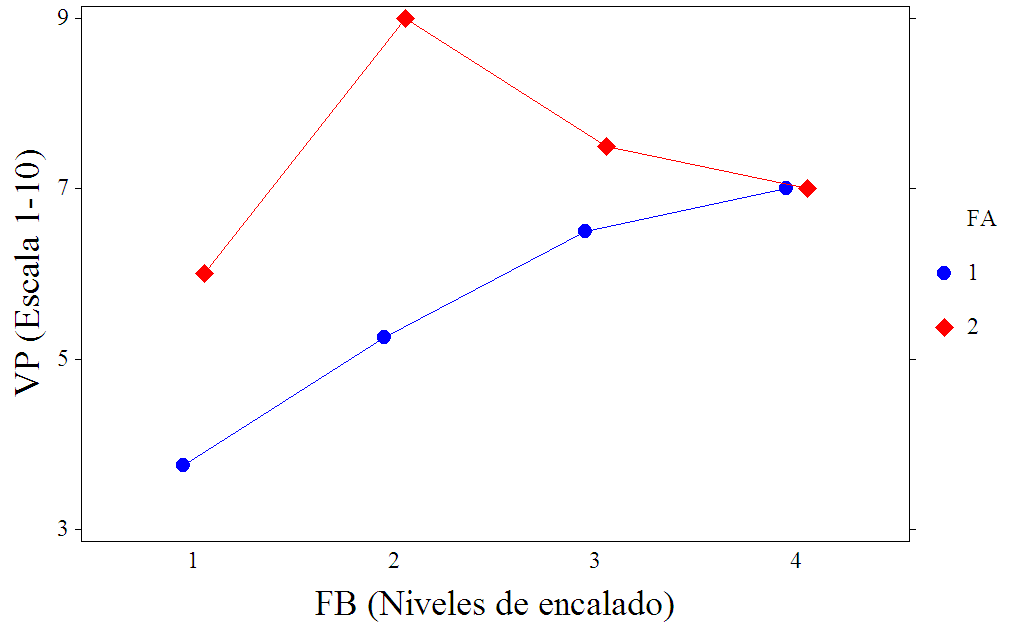 9
7
5
3
VP (Escala 1-10)
1 2 3 4
FB (Niveles de encalado)
FA
1
2